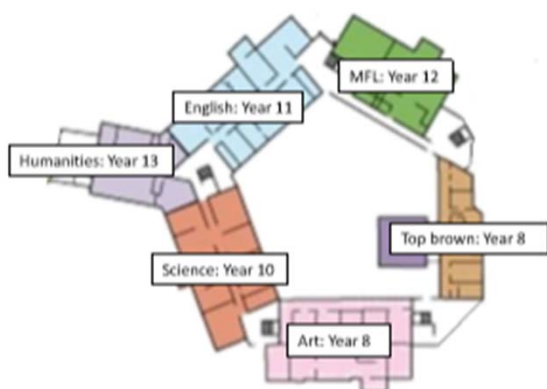 MFL: Year 12
English: Year 11
Humanities: Year 13
Top brown: Year 8
Science: Year 10
Art: Year 8